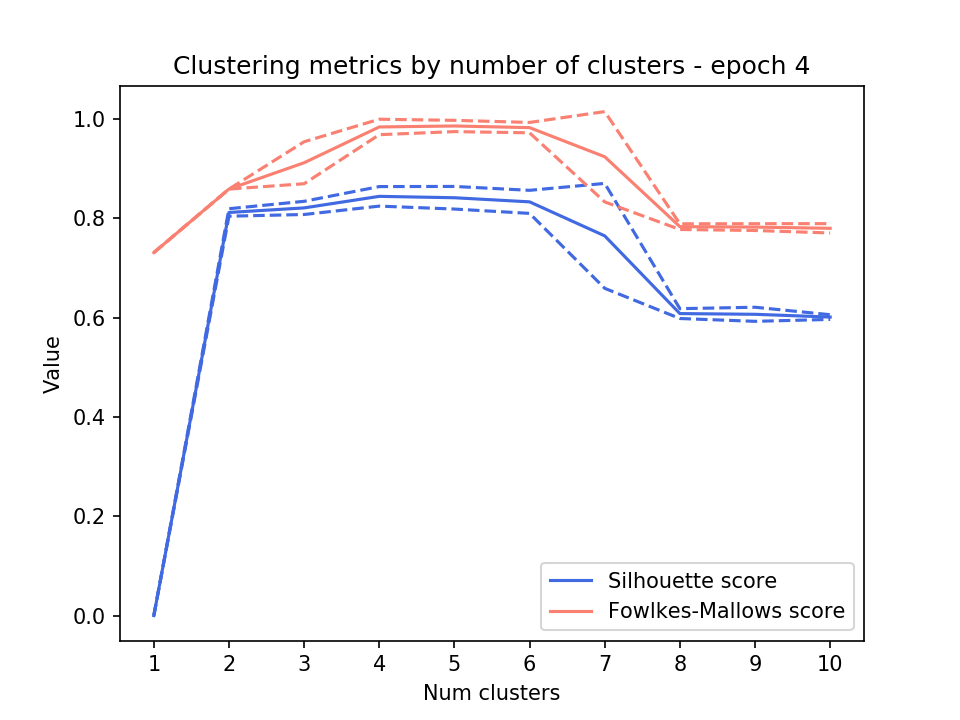 Clustering metrics by number of clusters - epoch 4
1.0
0.8
0.6
0.4
0.2
0.0
Value
Silhouette score
Fowlkes-Mallows score
1 2 3 4 5 6 7 8 9 10
Num clusters